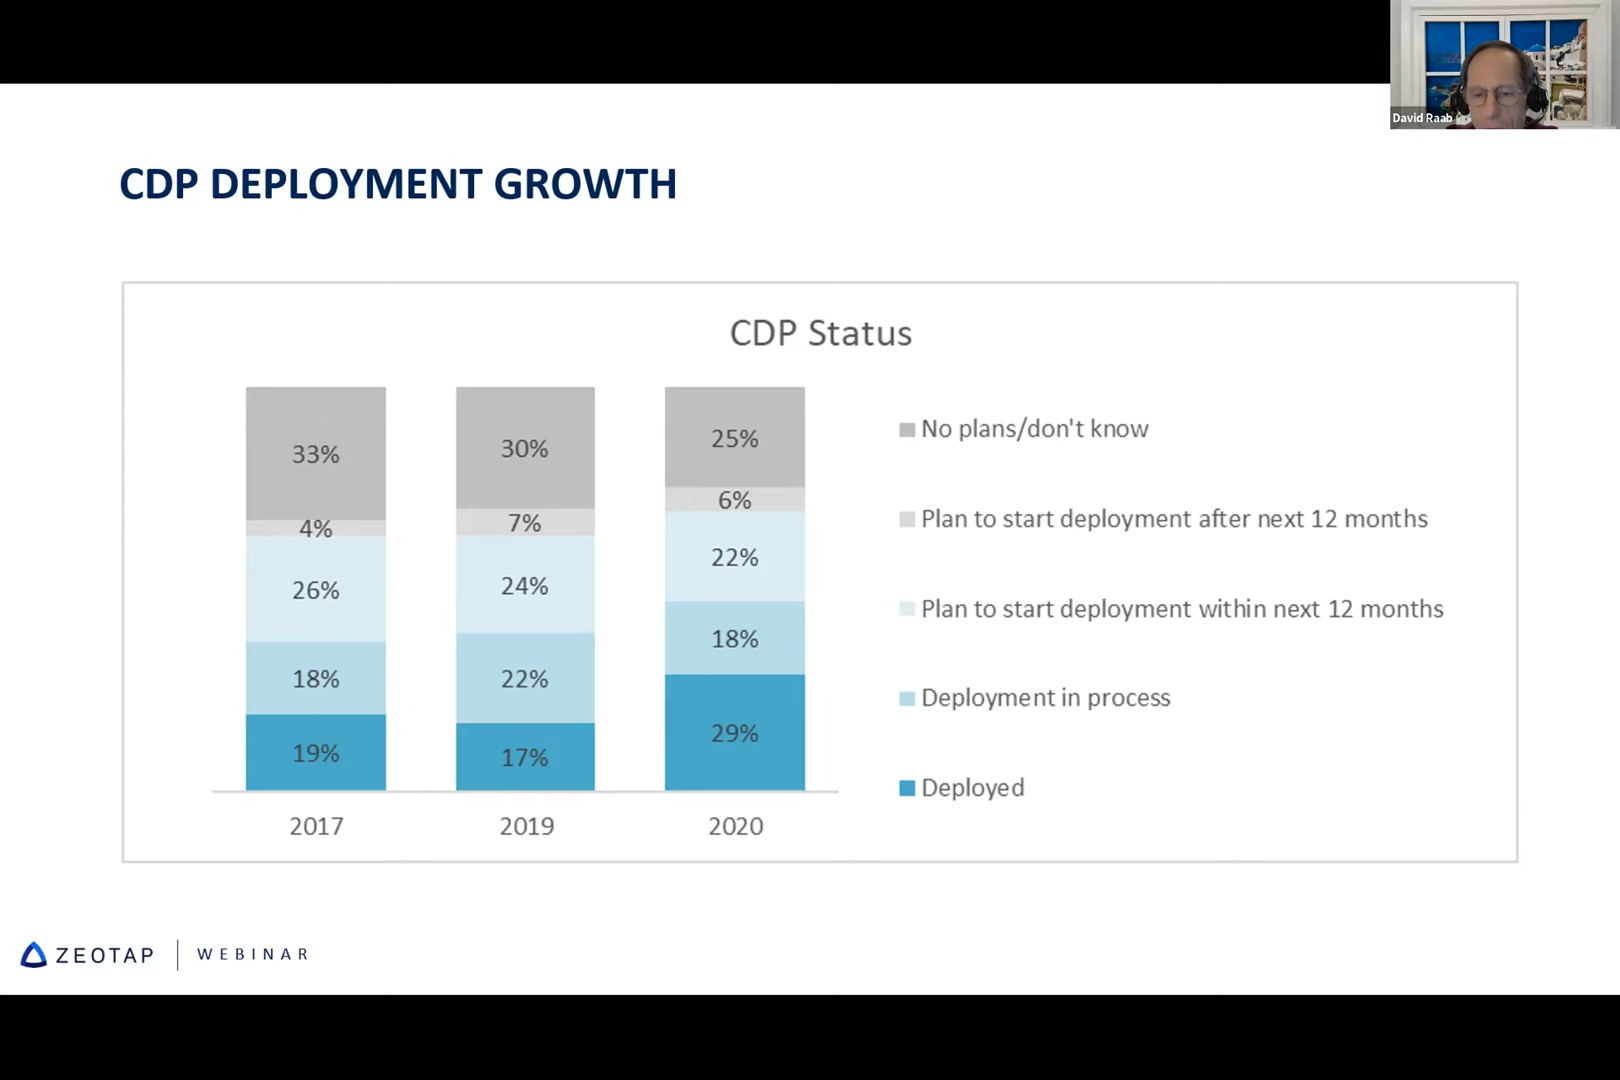 David Raab
CDP DEPLOYMENT GROWTH
CDP Status
33%
30%
25%
4%
7%
6%
26%
24%
22%
18%
22%
18%
19%
17%
29%
2017
2019
2020
No plans/don't know
Plan to start deployment after next 12 months
Plan to start deployment within next 12 months
Deployment in process
Deployed
ZEOTAP
WEBINAR